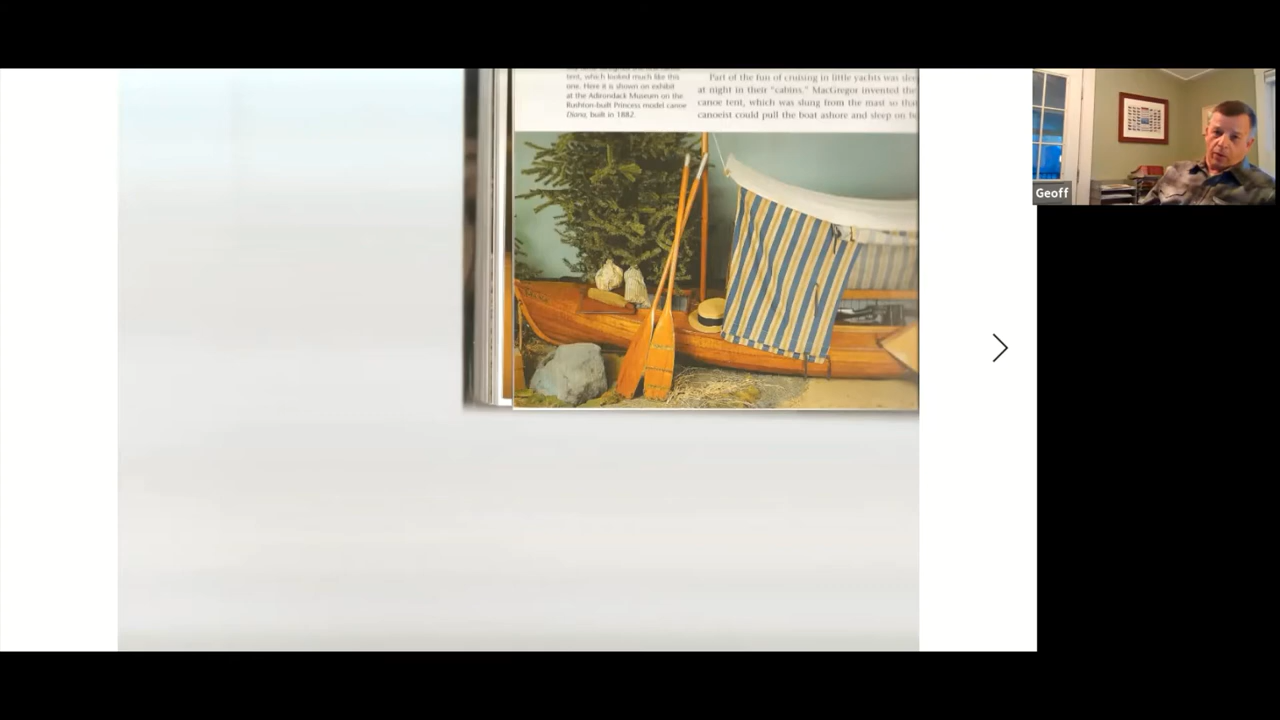 tent, which looked much like this
one. Here it is shown on exhibit
at the Adirondack Museum on the
Rushton-built Princess model canoe
Diana, built in 1882.
Part of the fun of cruising in little yachts was
at night in their "cabins." MacGregor invented
canoe tent, which was slung from the mast so
canoeist could pull the boat ashore and sleep on
Geoff